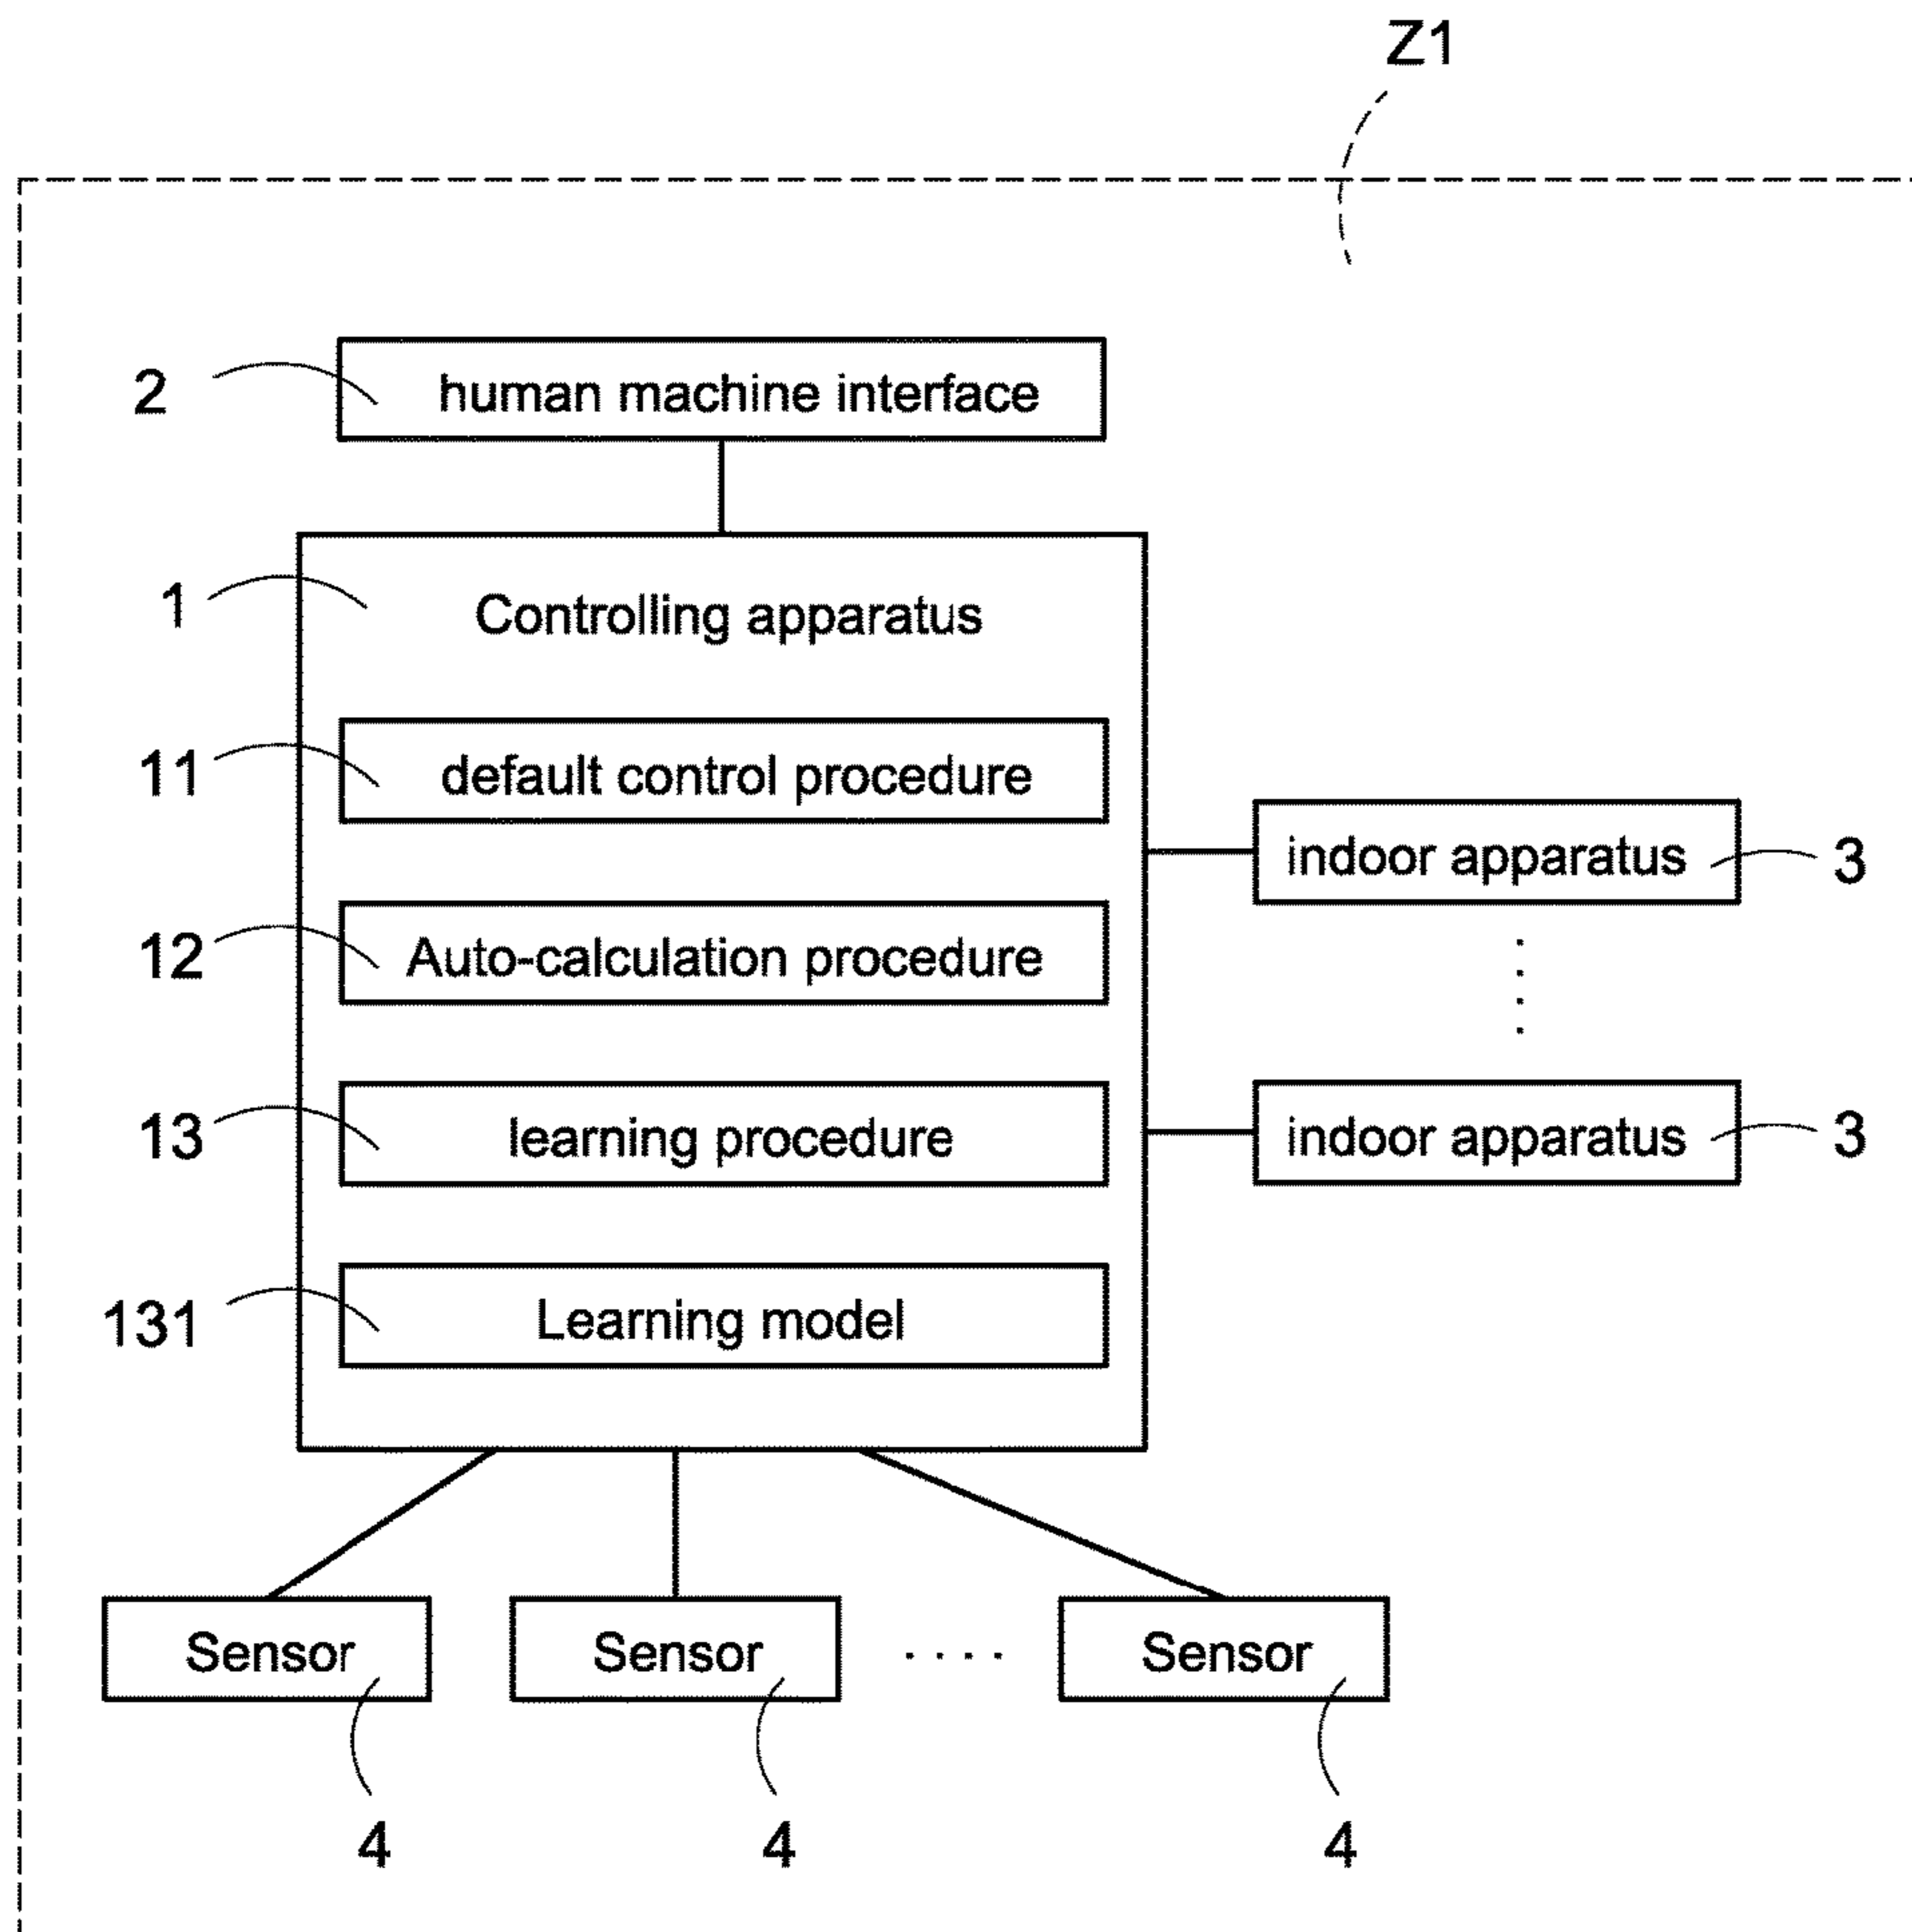 Z1
2 human machine interface
1 Controlling apparatus
11 default control procedure
indoor apparatus 3
12 Auto-calculation procedure
. . . .
13 learning procedure
indoor apparatus 3
131 Learning model
Sensor Sensor . . . . Sensor
4 4 4